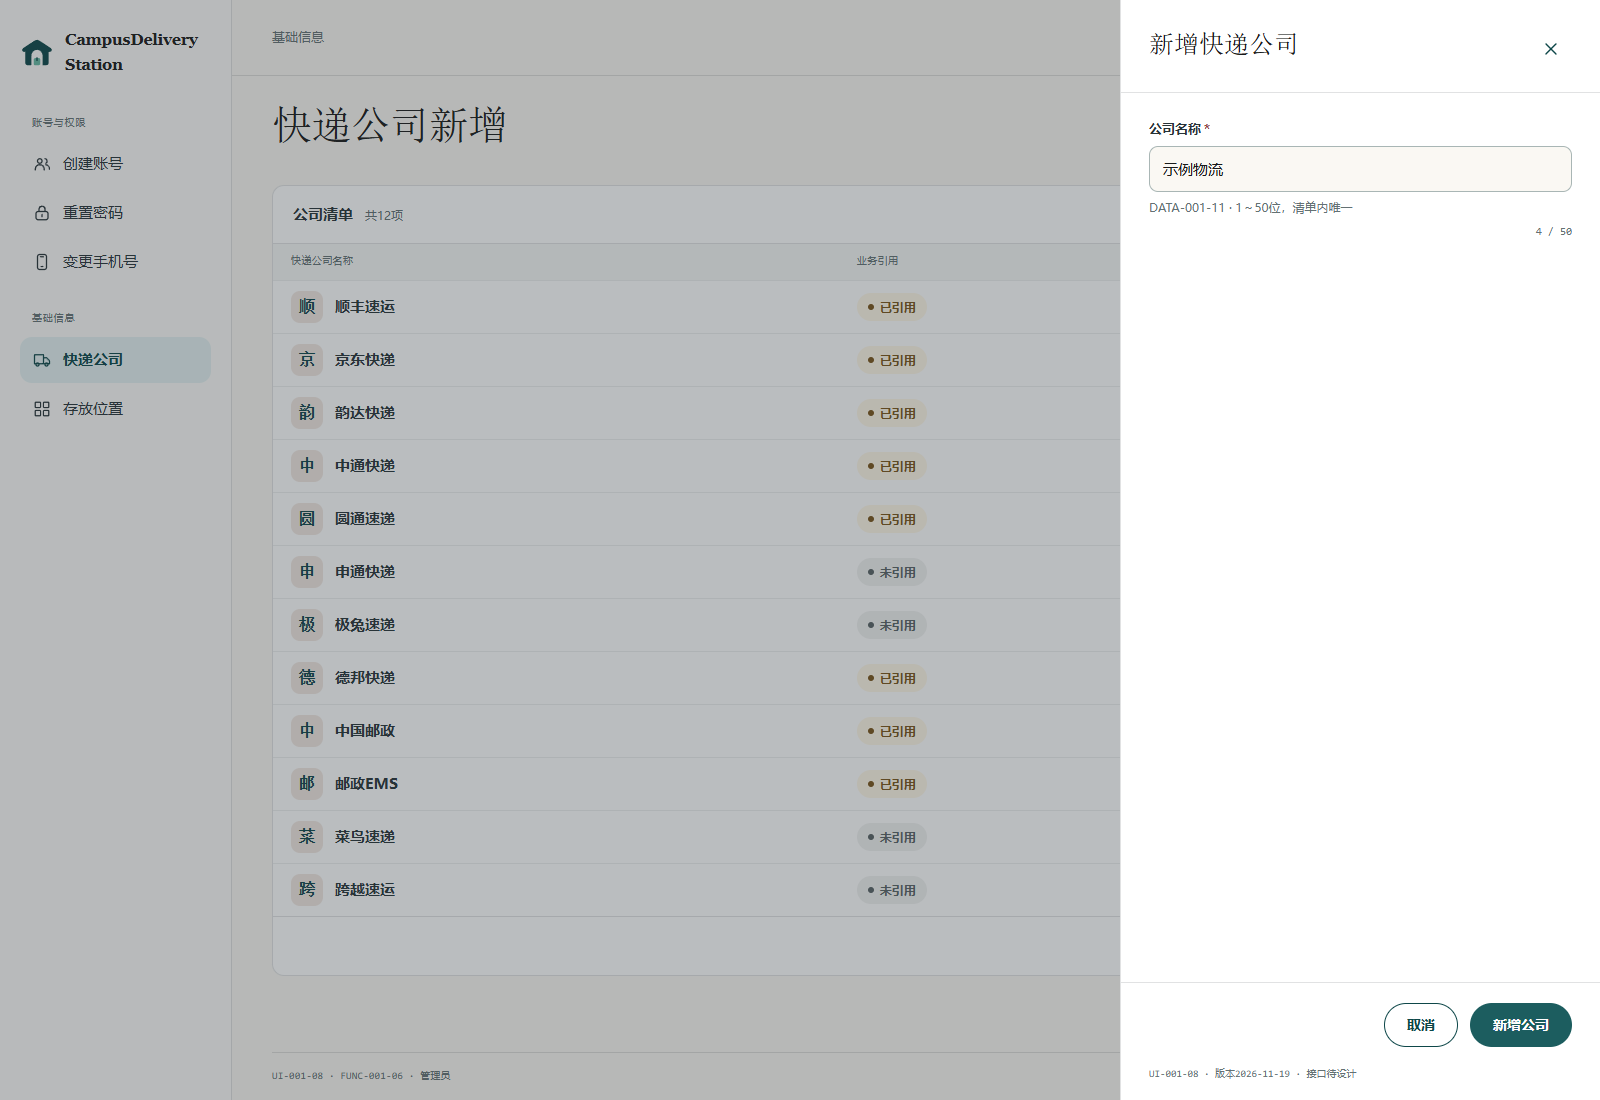 CampusDelivery
Station
账号与权限
创建账号
重置密码
变更手机号
基础信息
快递公司
存放位置
基础信息
快递公司新增
公司清单 共12项
快递公司名称 业务引用
顺 顺丰速运 已引用
京 京东快递 已引用
韵 韵达快递 已引用
中 中通快递 已引用
圆 圆通速递 已引用
申 申通快递 未引用
极 极兔速递 未引用
德 德邦快递 已引用
中 中国邮政 已引用
邮 邮政EMS 已引用
菜 菜鸟速递 未引用
跨 跨越速运 未引用
UI-001-08 · FUNC-001-06 · 管理员
新增快递公司
公司名称 *
示例物流
DATA-001-11 · 1～50位，清单内唯一
4 / 50
取消 新增公司
UI-001-08 · 版本2026-11-19 · 接口待设计